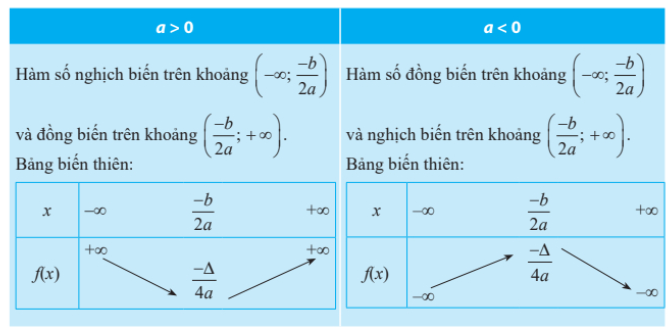 a > 0
Hàm số nghịch biến trên khoảng (−∞; −b/2a)
và đồng biến trên khoảng (−b/2a; +∞).
Bảng biến thiên:
x −∞ −b/2a +∞
f(x) +∞ −Δ/4a +∞
a < 0
Hàm số đồng biến trên khoảng (−∞; −b/2a)
và nghịch biến trên khoảng (−b/2a; +∞).
Bảng biến thiên:
x −∞ −b/2a +∞
f(x) −∞ −Δ/4a −∞